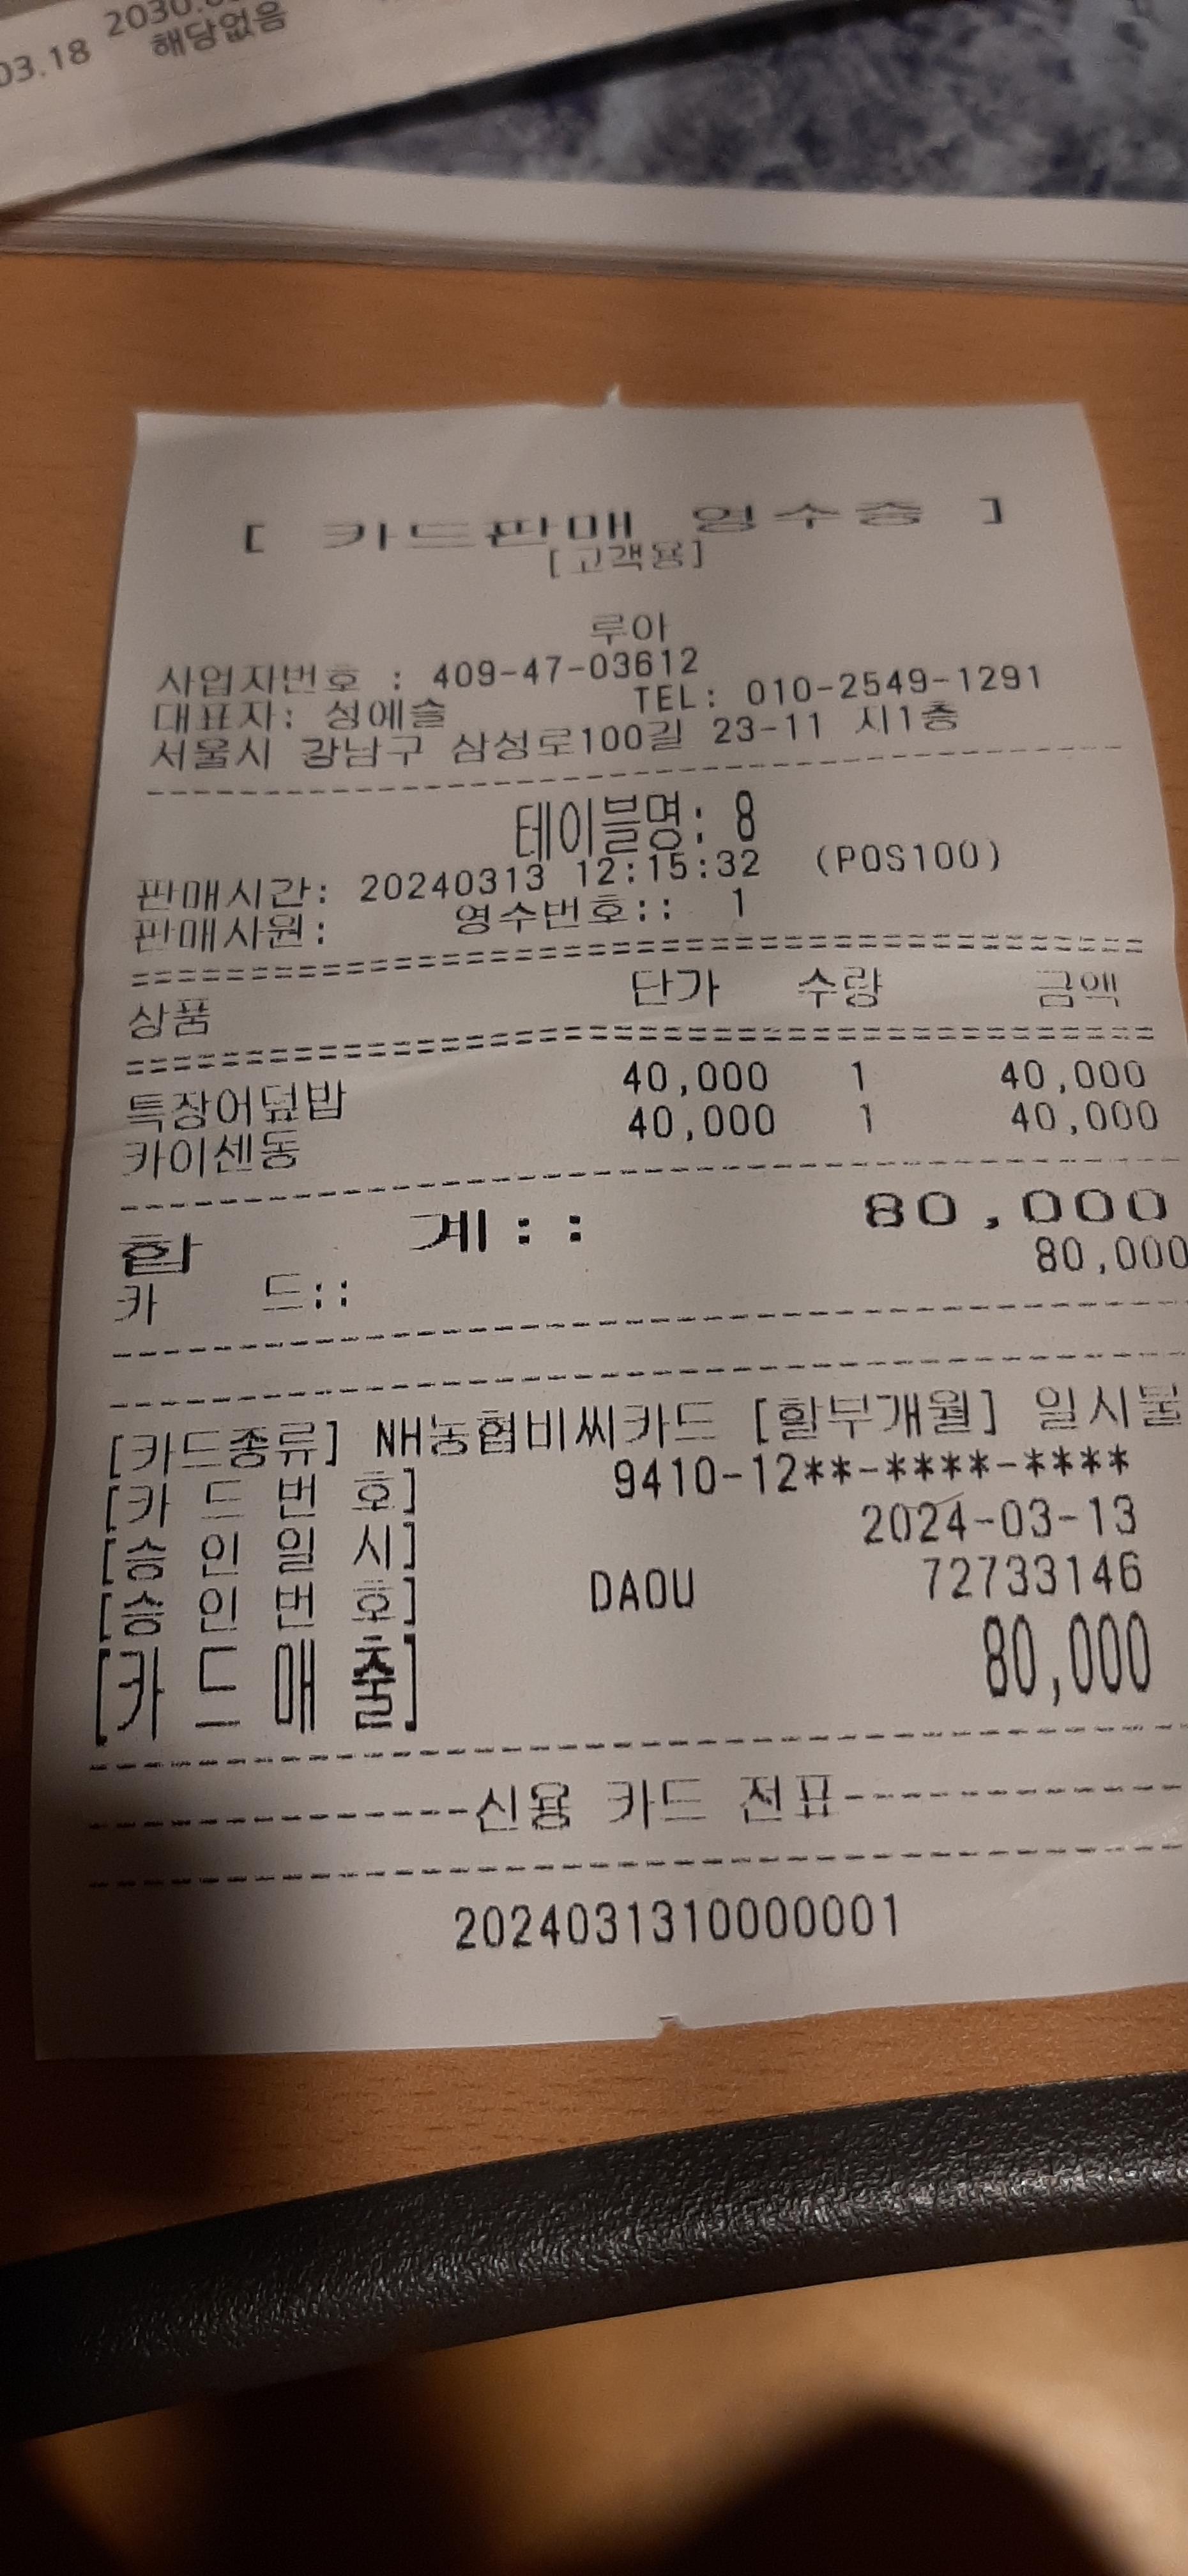 03.18
해당없음
[ 카드판매 영수증 ]
[고객용]
루아
사업자번호 : 409-47-03612
대표자: 성예슬 TEL: 010-2549-1291
서울시 강남구 삼성로100길 23-11 지1층
테이블명: 8
판매시간: 20240313 12:15:32 (POS100)
판매사원: 영수번호:: 1
상품 단가 수량 금액
특장어덮밥 40,000 1 40,000
카이센동 40,000 1 40,000
합 계:: 80,000
카 드:: 80,000
[카드종류] NH농협비씨카드 [할부개월] 일시불
[카 드 번 호] 9410-12**-****-****
[승 인 일 시] 2024-03-13
[승 인 번 호] DAOU 72733146
[카 드 매 출] 80,000
-----------신용 카드 전표-----------
2024031310000001